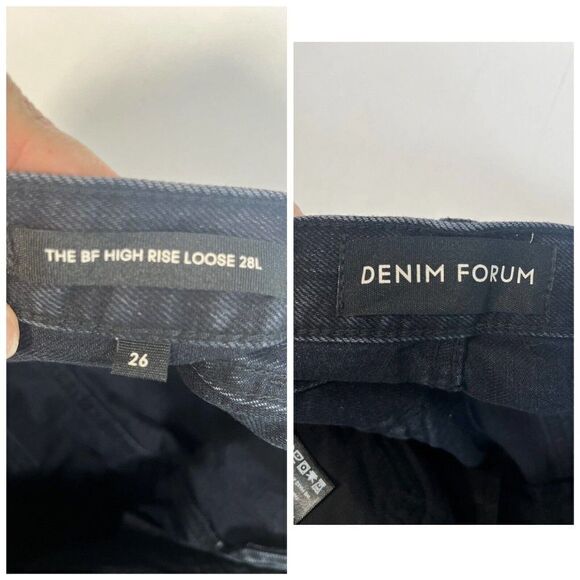 THE BF HIGH RISE LOOSE 28L
26
DENIM FORUM